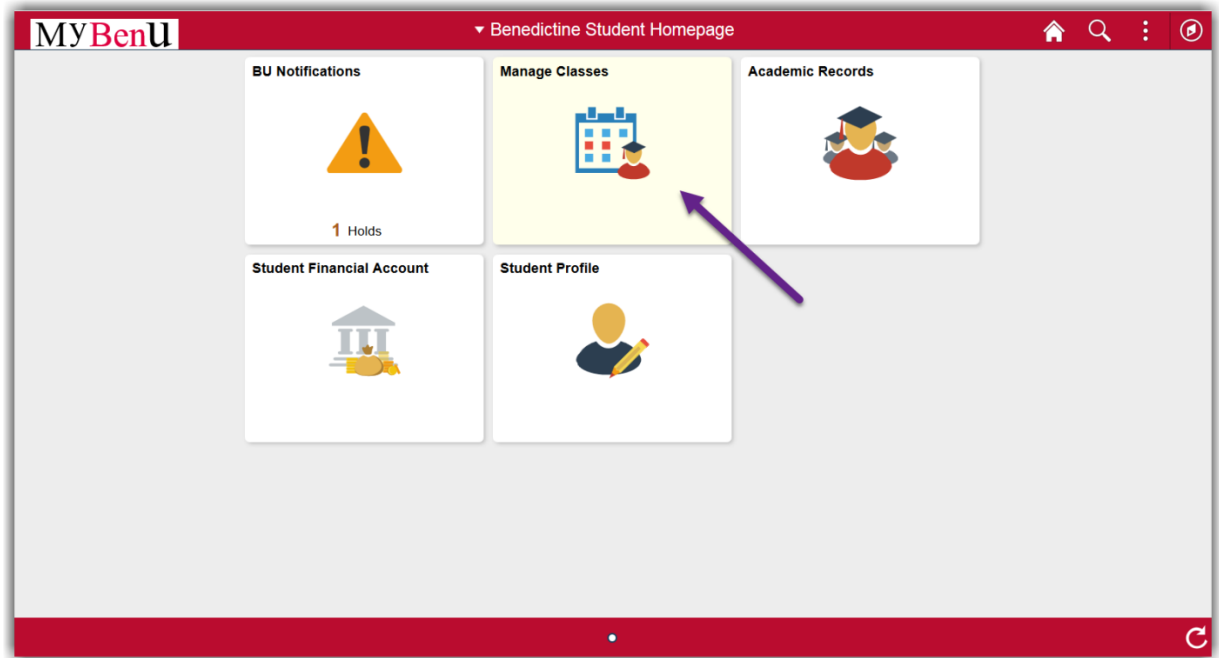 MyBenU
Benedictine Student Homepage
BU Notifications
1 Holds
Manage Classes
Academic Records
Student Financial Account
Student Profile